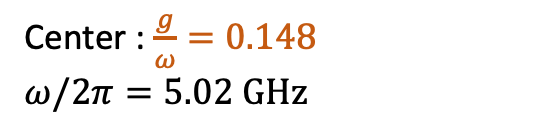 Center : g/ω = 0.148
ω/2π = 5.02 GHz